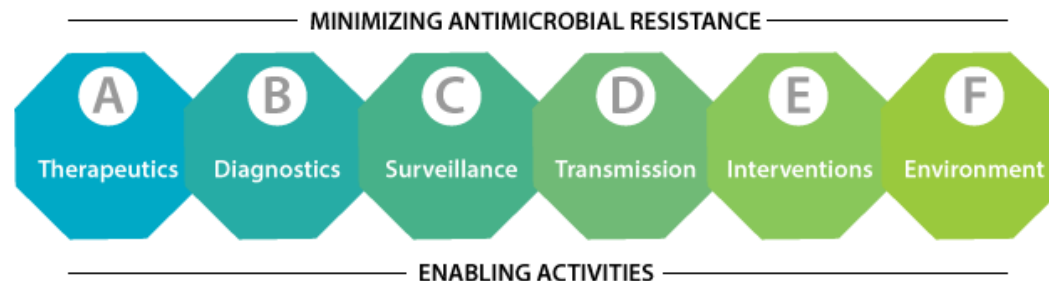 MINIMIZING ANTIMICROBIAL RESISTANCE
A B C D E F
Therapeutics Diagnostics Surveillance Transmission Interventions Environment
ENABLING ACTIVITIES